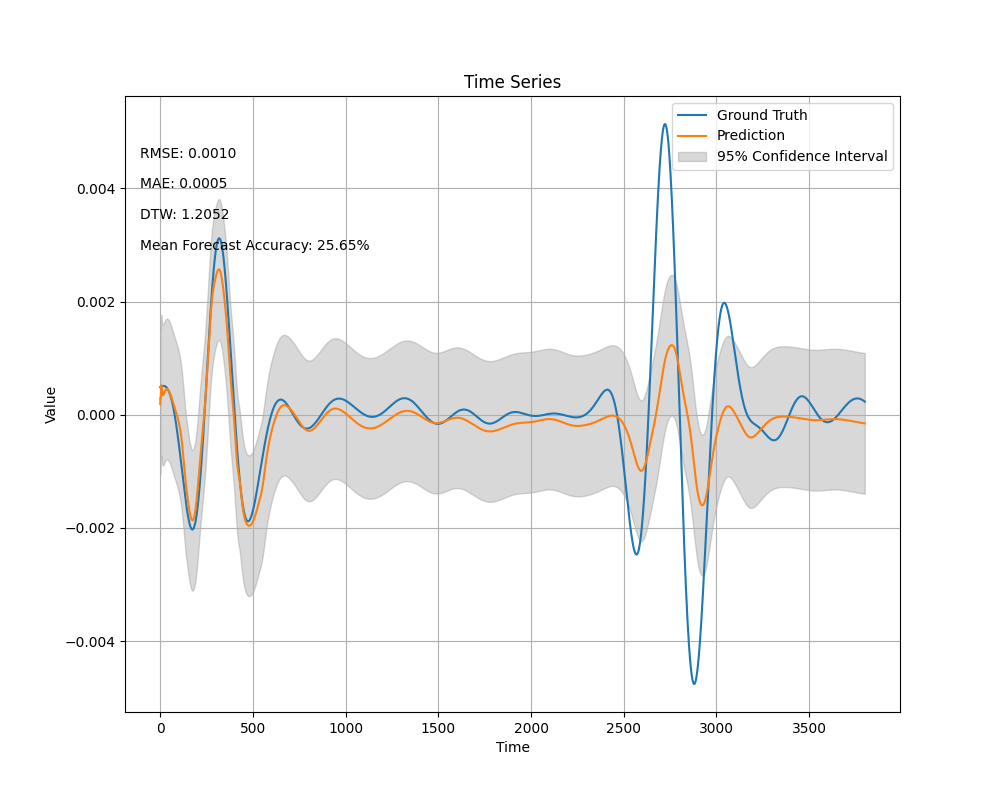 Time Series
Ground Truth
Prediction
95% Confidence Interval
RMSE: 0.0010
MAE: 0.0005
DTW: 1.2052
Mean Forecast Accuracy: 25.65%
Value
0.004
0.002
0.000
−0.002
−0.004
0
500
1000
1500
2000
2500
3000
3500
Time